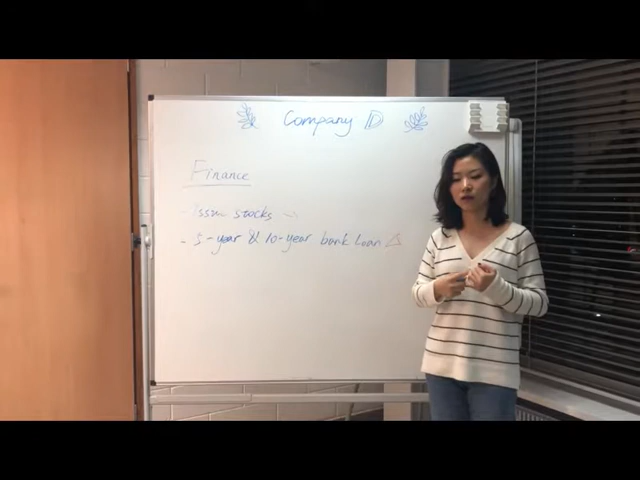 Company D
Finance
- Issue stocks
- 5-year & 10-year bank loan